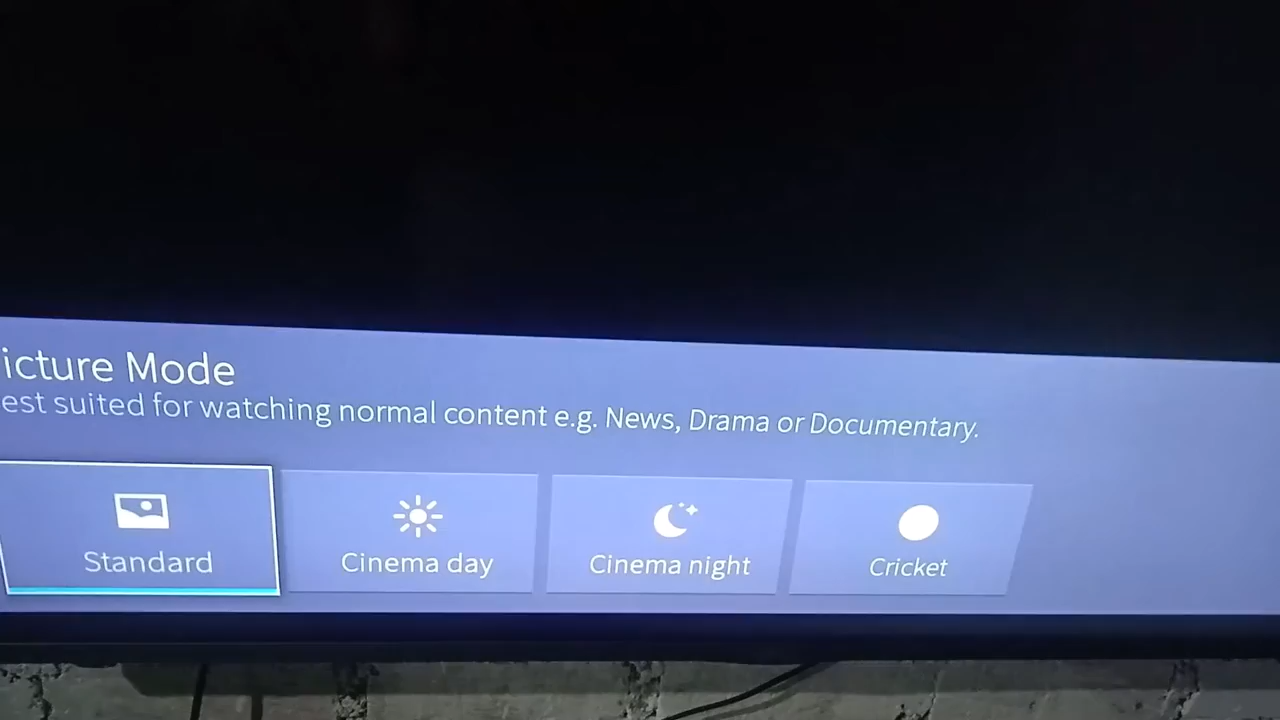 icture Mode
est suited for watching normal content e.g. News, Drama or Documentary.
Standard
Cinema day
Cinema night
Cricket